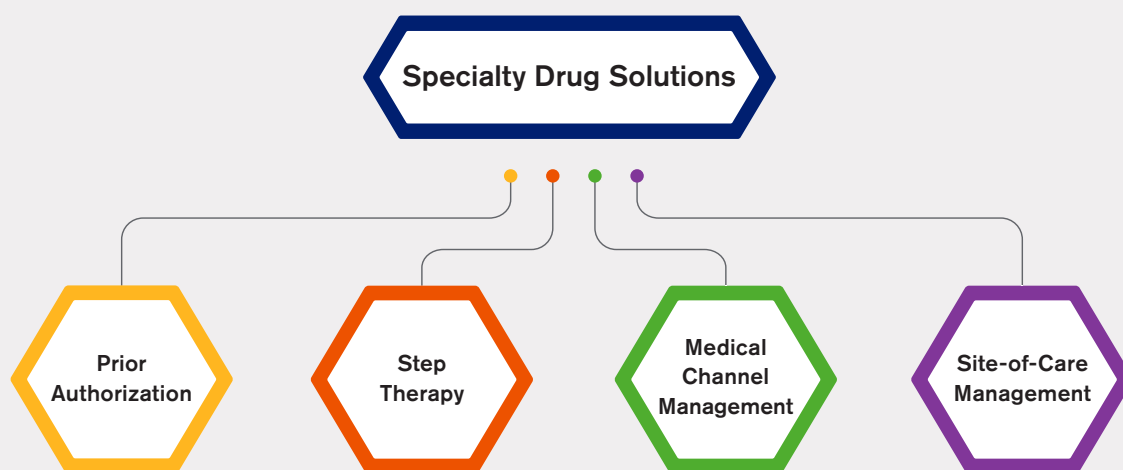 Specialty Drug Solutions
Prior
Authorization
Step
Therapy
Medical
Channel
Management
Site-of-Care
Management